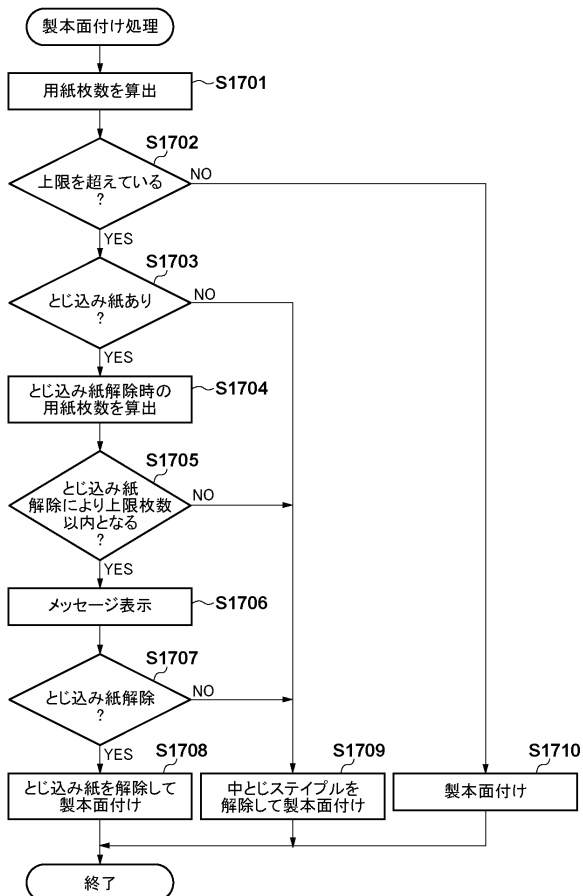 製本面付け処理
用紙枚数を算出
S1701
S1702
上限を超えている
?
NO
YES
S1703
とじ込み紙あり
?
NO
YES
とじ込み紙解除時の
用紙枚数を算出
S1704
S1705
とじ込み紙
解除により上限枚数
以内となる
?
NO
YES
メッセージ表示
S1706
S1707
とじ込み紙解除
?
NO
YES
S1708
とじ込み紙を解除して
製本面付け
S1709
中とじステイプルを
解除して製本面付け
S1710
製本面付け
終了